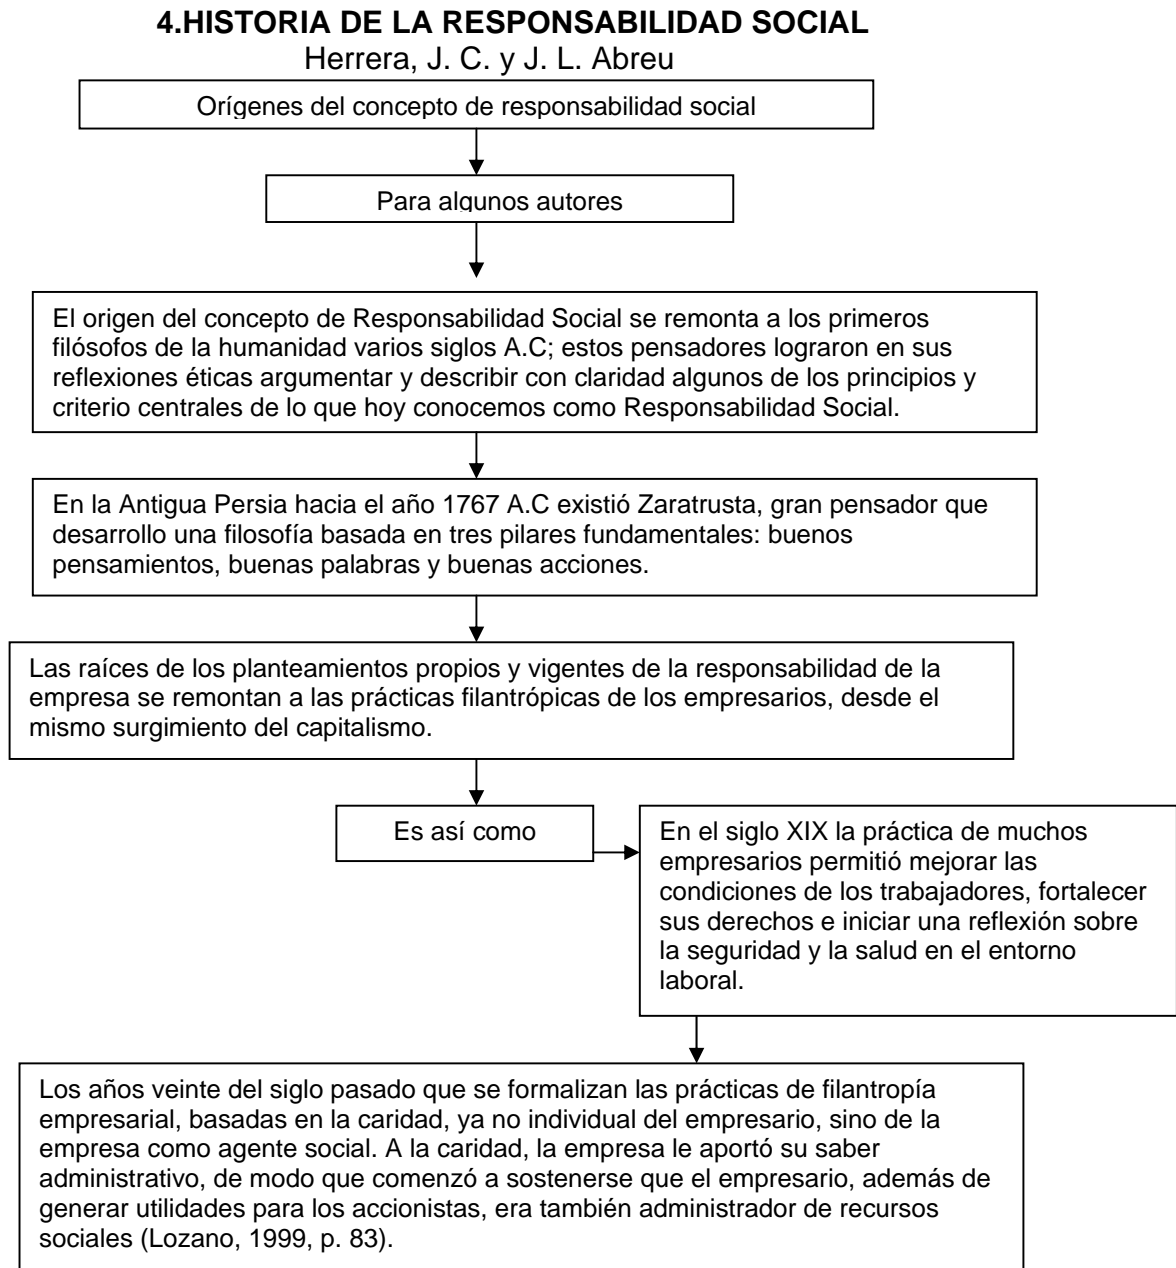 4.HISTORIA DE LA RESPONSABILIDAD SOCIAL
Herrera, J. C. y J. L. Abreu
Orígenes del concepto de responsabilidad social
Para algunos autores
El origen del concepto de Responsabilidad Social se remonta a los primeros
filósofos de la humanidad varios siglos A.C; estos pensadores lograron en sus
reflexiones éticas argumentar y describir con claridad algunos de los principios y
criterio centrales de lo que hoy conocemos como Responsabilidad Social.
En la Antigua Persia hacia el año 1767 A.C existió Zaratrusta, gran pensador que
desarrollo una filosofía basada en tres pilares fundamentales: buenos
pensamientos, buenas palabras y buenas acciones.
Las raíces de los planteamientos propios y vigentes de la responsabilidad de la
empresa se remontan a las prácticas filantrópicas de los empresarios, desde el
mismo surgimiento del capitalismo.
Es así como
En el siglo XIX la práctica de muchos
empresarios permitió mejorar las
condiciones de los trabajadores, fortalecer
sus derechos e iniciar una reflexión sobre
la seguridad y la salud en el entorno
laboral.
Los años veinte del siglo pasado que se formalizan las prácticas de filantropía
empresarial, basadas en la caridad, ya no individual del empresario, sino de la
empresa como agente social. A la caridad, la empresa le aportó su saber
administrativo, de modo que comenzó a sostenerse que el empresario, además de
generar utilidades para los accionistas, era también administrador de recursos
sociales (Lozano, 1999, p. 83).